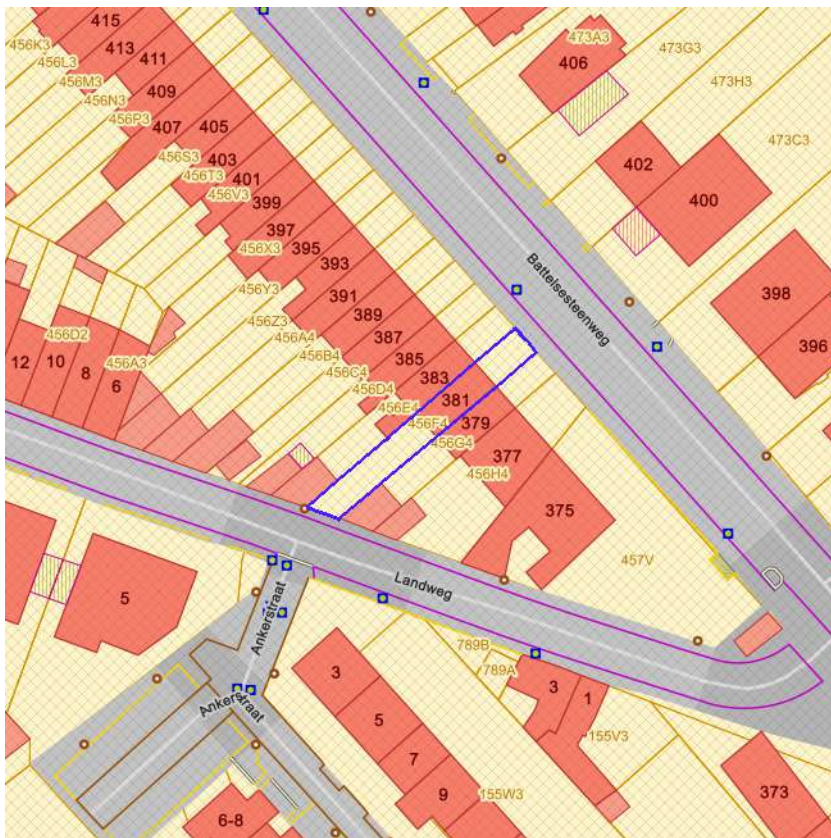 415
413
411
473A3
406
473G3
473H3
473C3
456K3
456L3
456M3
456N3
456P3
409
407
405
403
401
399
397
395
393
391
389
387
385
383
381
379
377
375
456S3
456T3
456V3
456X3
456Y3
456Z3
456A4
456B4
456C4
456D4
456E4
456F4
456G4
456H4
402
400
398
396
Battelsesteenweg
456D2
456A3
12
10
8
6
457V
Landweg
5
Ankerstraat
Ankerstraat
789B
789A
3
5
7
9
3
1
155V3
155W3
373
6-8